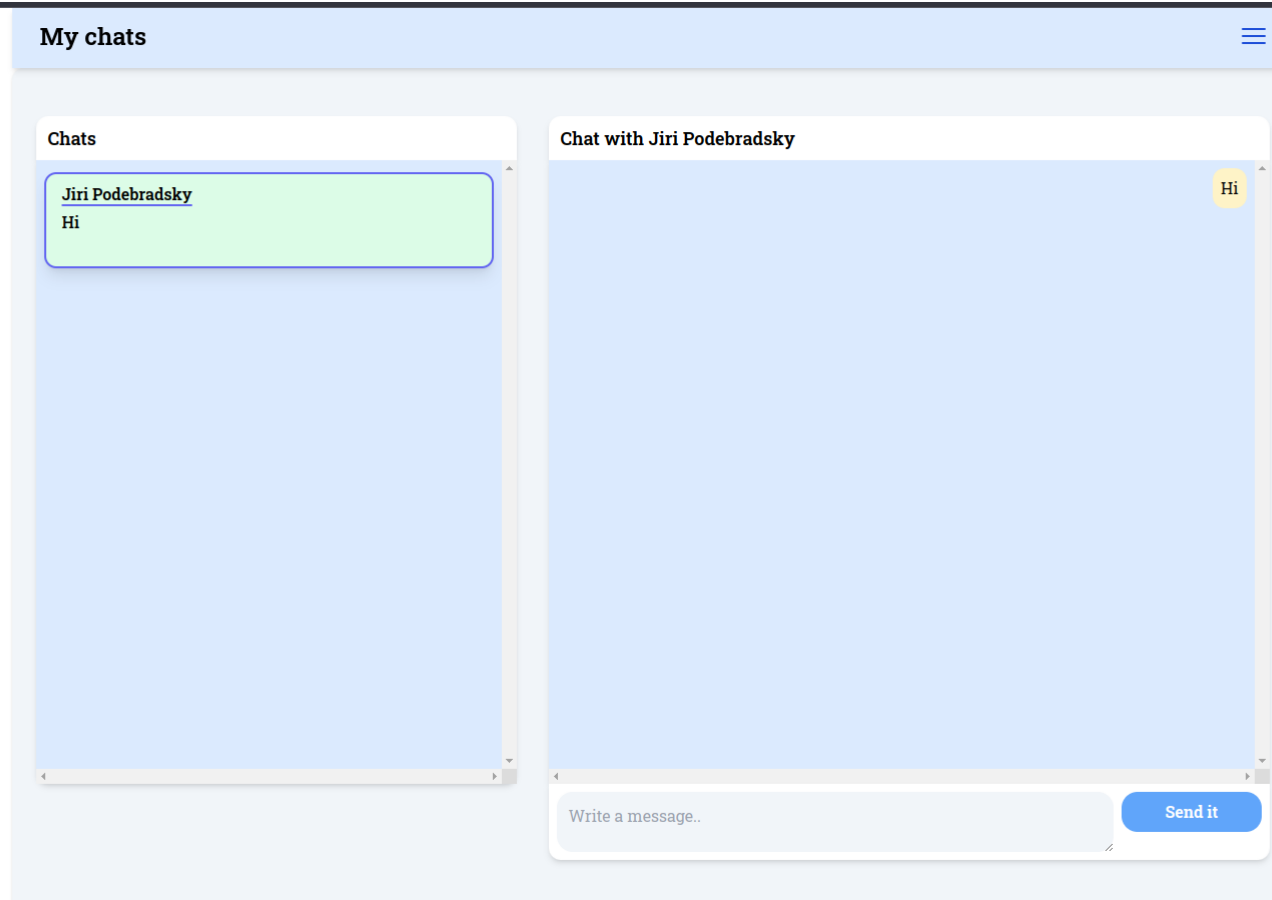 My chats
Chats
Jiri Podebradsky
Hi
Chat with Jiri Podebradsky
Hi
Write a message..
Send it